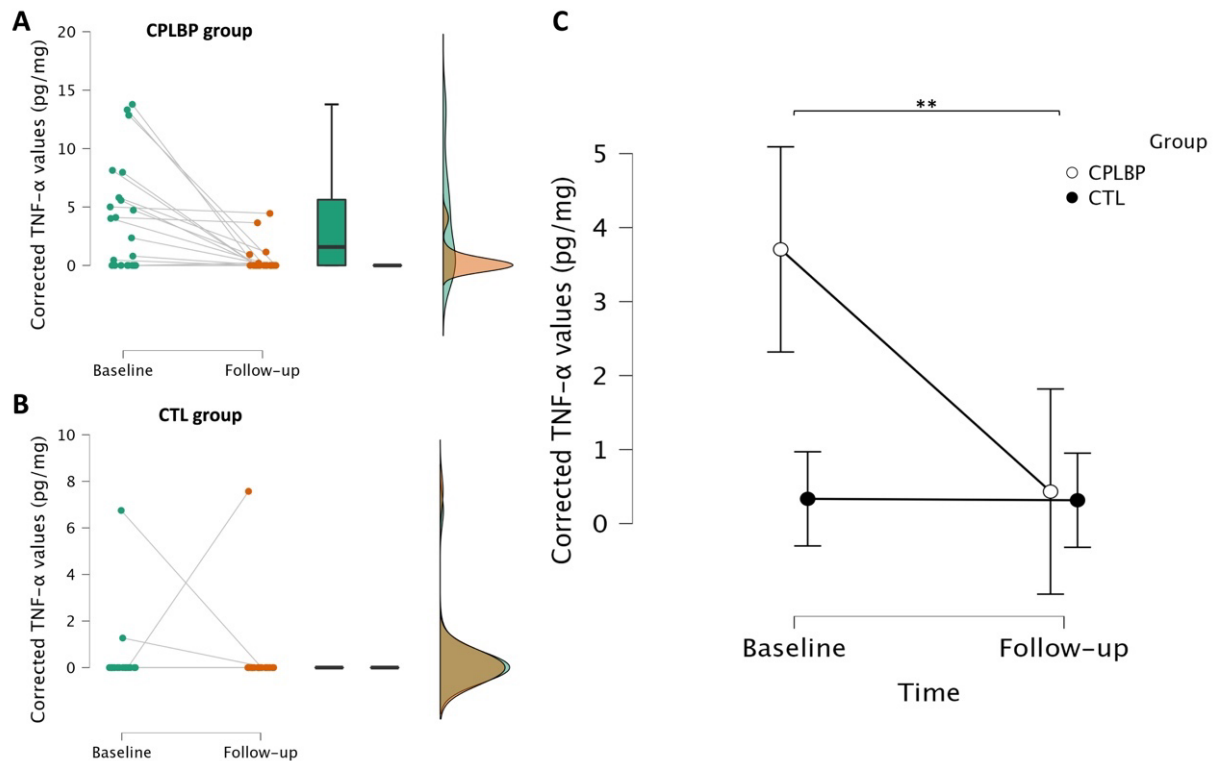 A
CPLBP group
Corrected TNF-α values (pg/mg)
20
15
10
5
0
Baseline
Follow-up
B
CTL group
Corrected TNF-α values (pg/mg)
10
8
6
4
2
0
Baseline
Follow-up
C
**
Group
CPLBP
CTL
Corrected TNF-α values (pg/mg)
5
4
3
2
1
0
Baseline
Follow-up
Time